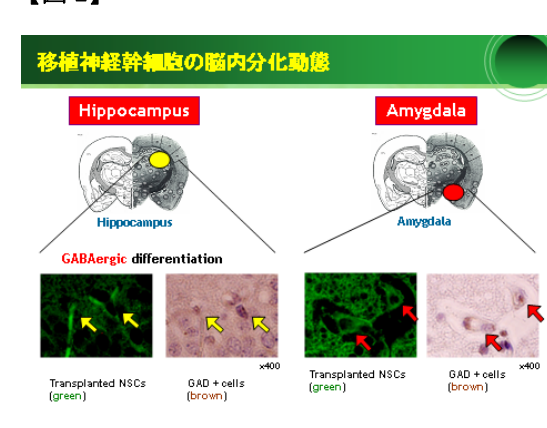 移植神経幹細胞の脳内分化動態
Hippocampus
Amygdala
Hippocampus
Amygdala
GABAergic differentiation
x400
x400
Transplanted NSCs
(green)
GAD + cells
(brown)
Transplanted NSCs
(green)
GAD + cells
(brown)